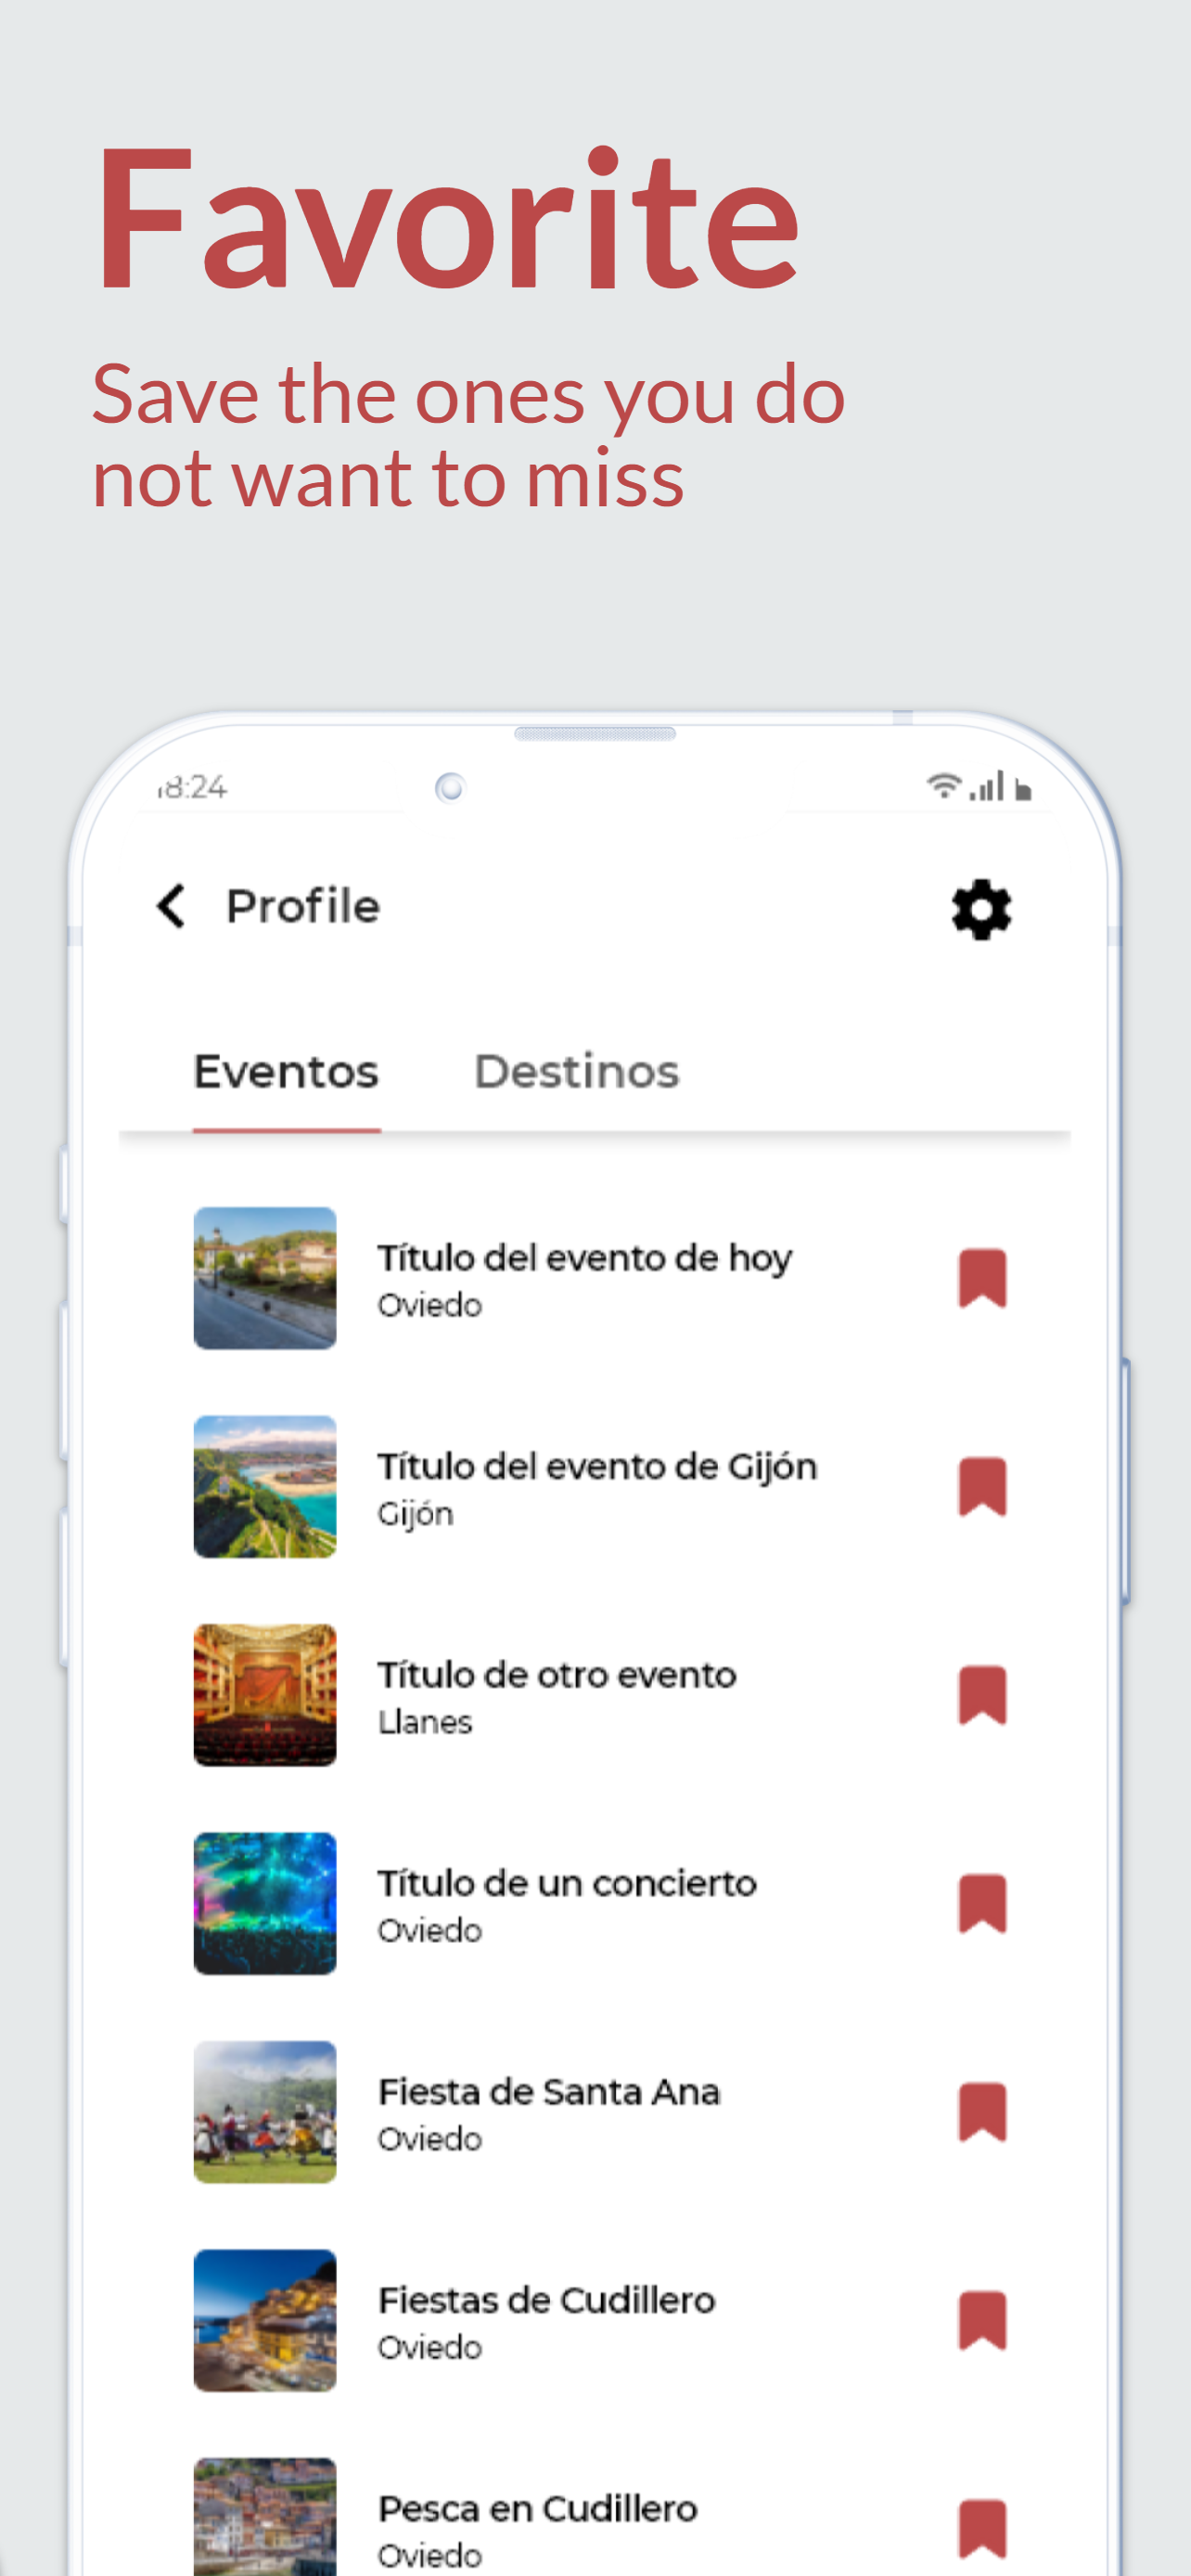 Favorite
Save the ones you do
not want to miss
18:24
Profile
Eventos
Destinos
Título del evento de hoy
Oviedo
Título del evento de Gijón
Gijón
Título de otro evento
Llanes
Título de un concierto
Oviedo
Fiesta de Santa Ana
Oviedo
Fiestas de Cudillero
Oviedo
Pesca en Cudillero
Oviedo